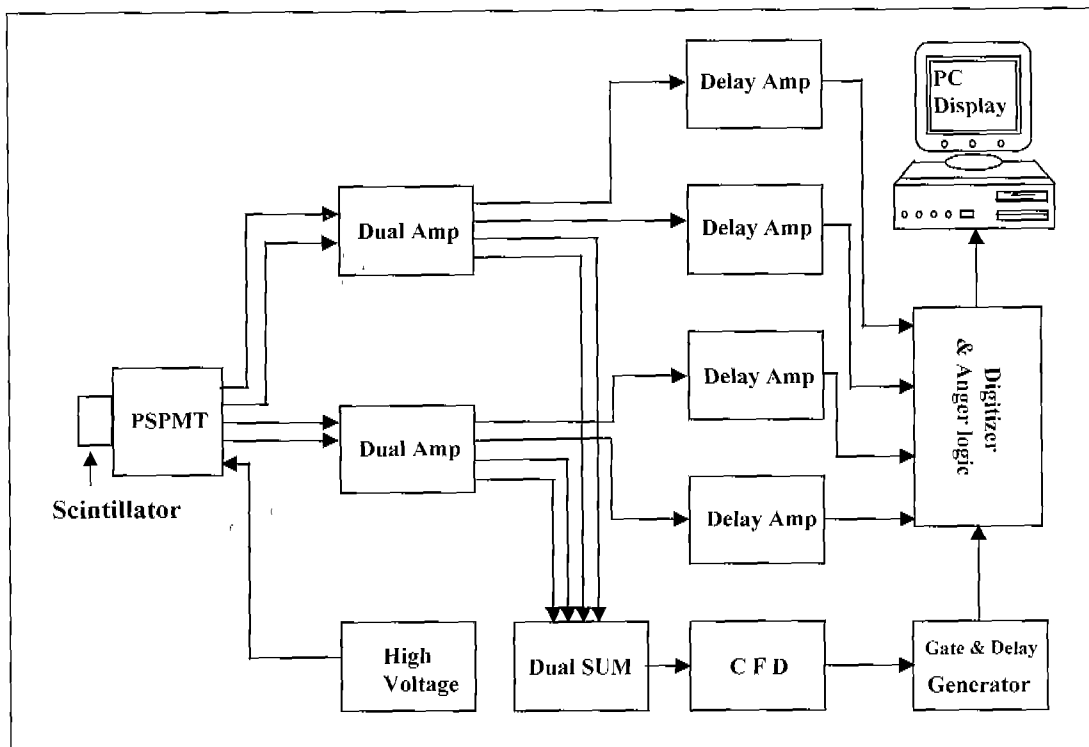 Delay Amp
PC
Display
Dual Amp
Delay Amp
PSPMT
Dual Amp
Delay Amp
Digitizer
& Anger logic
Scintillator
Delay Amp
High
Voltage
Dual SUM
C F D
Gate & Delay
Generator